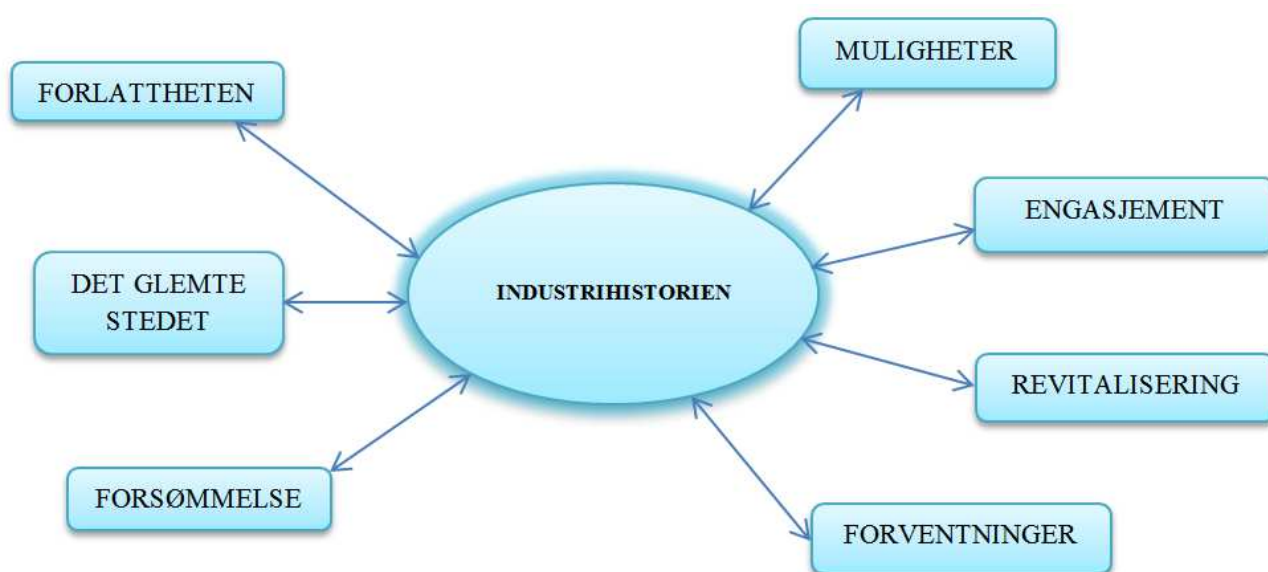 MULIGHETER
FORLATTHETEN
ENGASJEMENT
DET GLEMTE
STEDET
INDUSTRIHISTORIEN
REVITALISERING
FORSØMMELSE
FORVENTNINGER